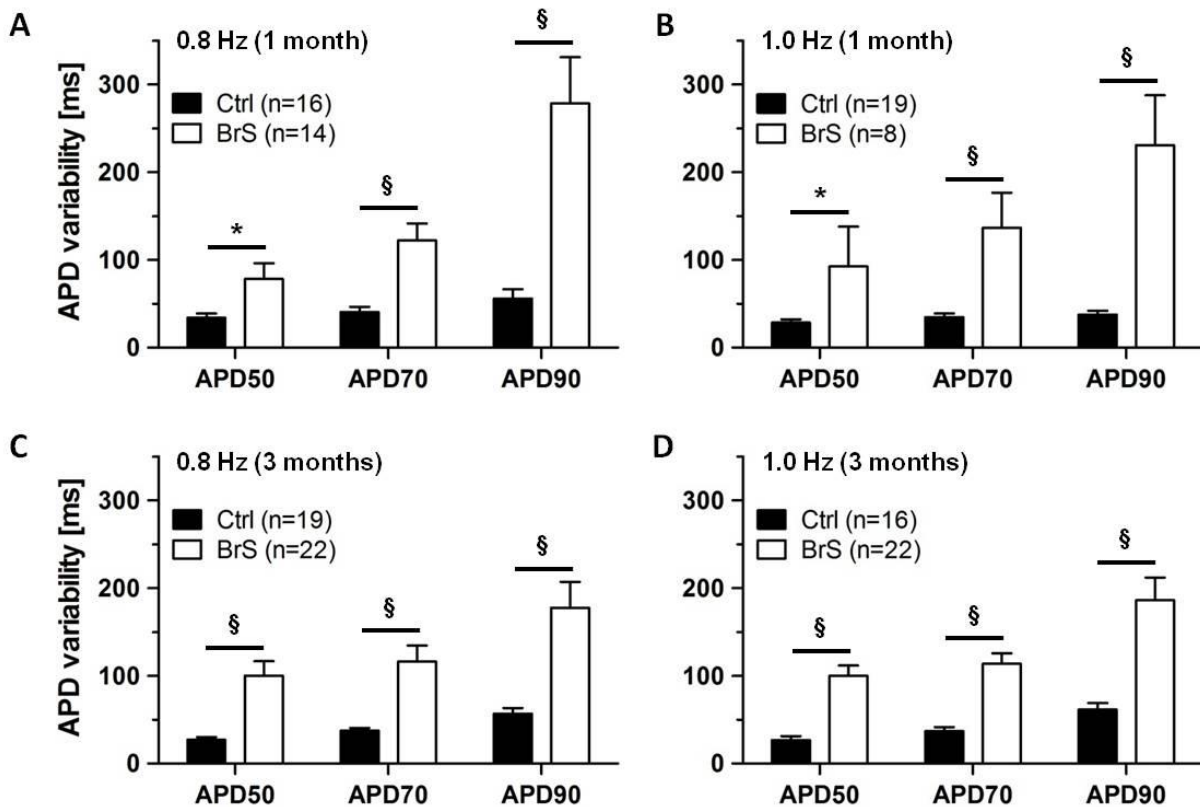 A
0.8 Hz (1 month)
APD variability [ms]
Ctrl (n=16)
BrS (n=14)
300
200
100
0
*
§
§
APD50 APD70 APD90
B
1.0 Hz (1 month)
Ctrl (n=19)
BrS (n=8)
300
200
100
0
*
§
§
APD50 APD70 APD90
C
0.8 Hz (3 months)
APD variability [ms]
Ctrl (n=19)
BrS (n=22)
300
200
100
0
§
§
§
APD50 APD70 APD90
D
1.0 Hz (3 months)
Ctrl (n=16)
BrS (n=22)
300
200
100
0
§
§
§
APD50 APD70 APD90